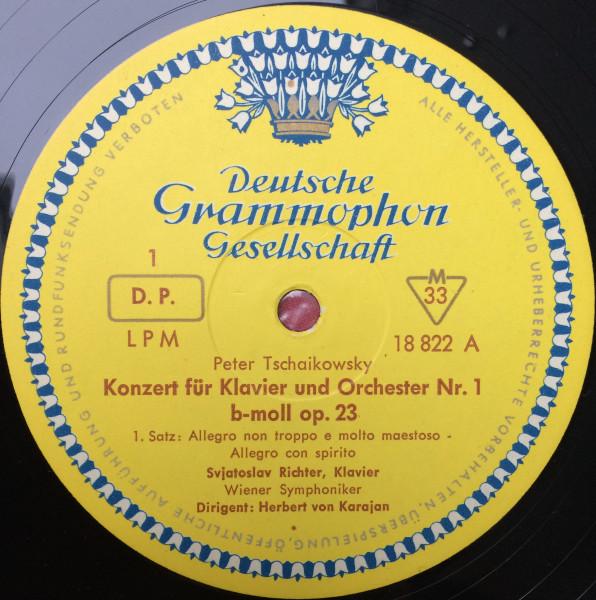 Deutsche
Grammophon
Gesellschaft
1
D. P.
LPM
M
33
18 822 A
Peter Tschaikowsky
Konzert für Klavier und Orchester Nr. 1
b-moll op. 23
1. Satz: Allegro non troppo e molto maestoso -
Allegro con spirito
Svjatoslav Richter, Klavier
Wiener Symphoniker
Dirigent: Herbert von Karajan
ALLE HERSTELLER- UND URHEBERRECHTE VORBEHALTEN. ÜBERSPIELUNG, ÖFFENTLICHE AUFFÜHRUNG UND RUNDFUNKSENDUNG VERBOTEN